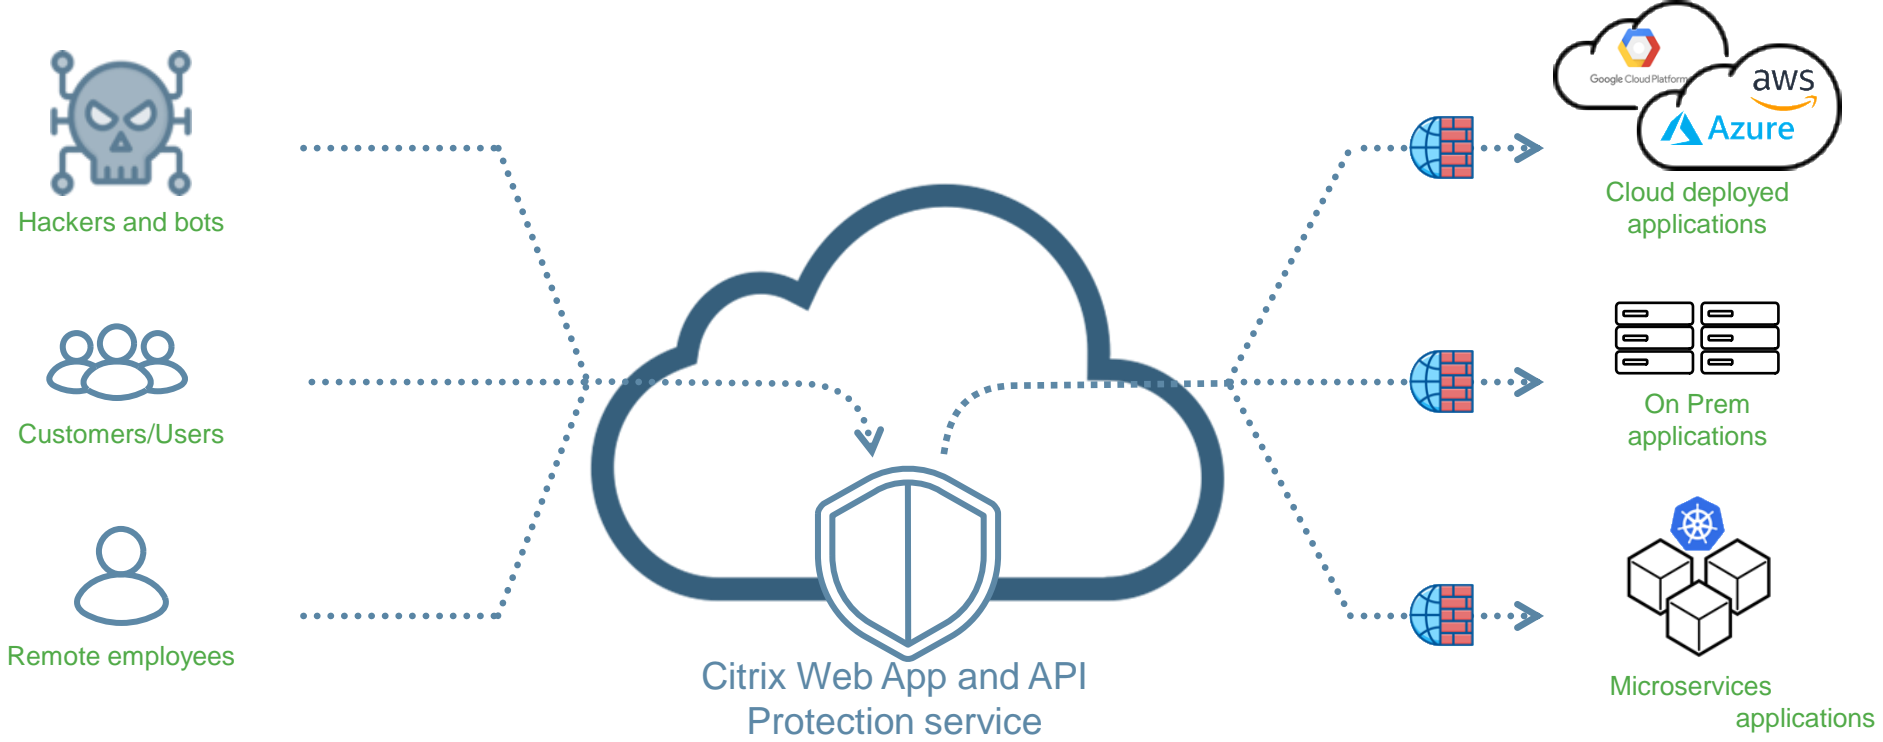 Hackers and bots
Customers/Users
Remote employees
Citrix Web App and API
Protection service
Google Cloud Platform
aws
Azure
Cloud deployed
applications
On Prem
applications
Microservices
applications